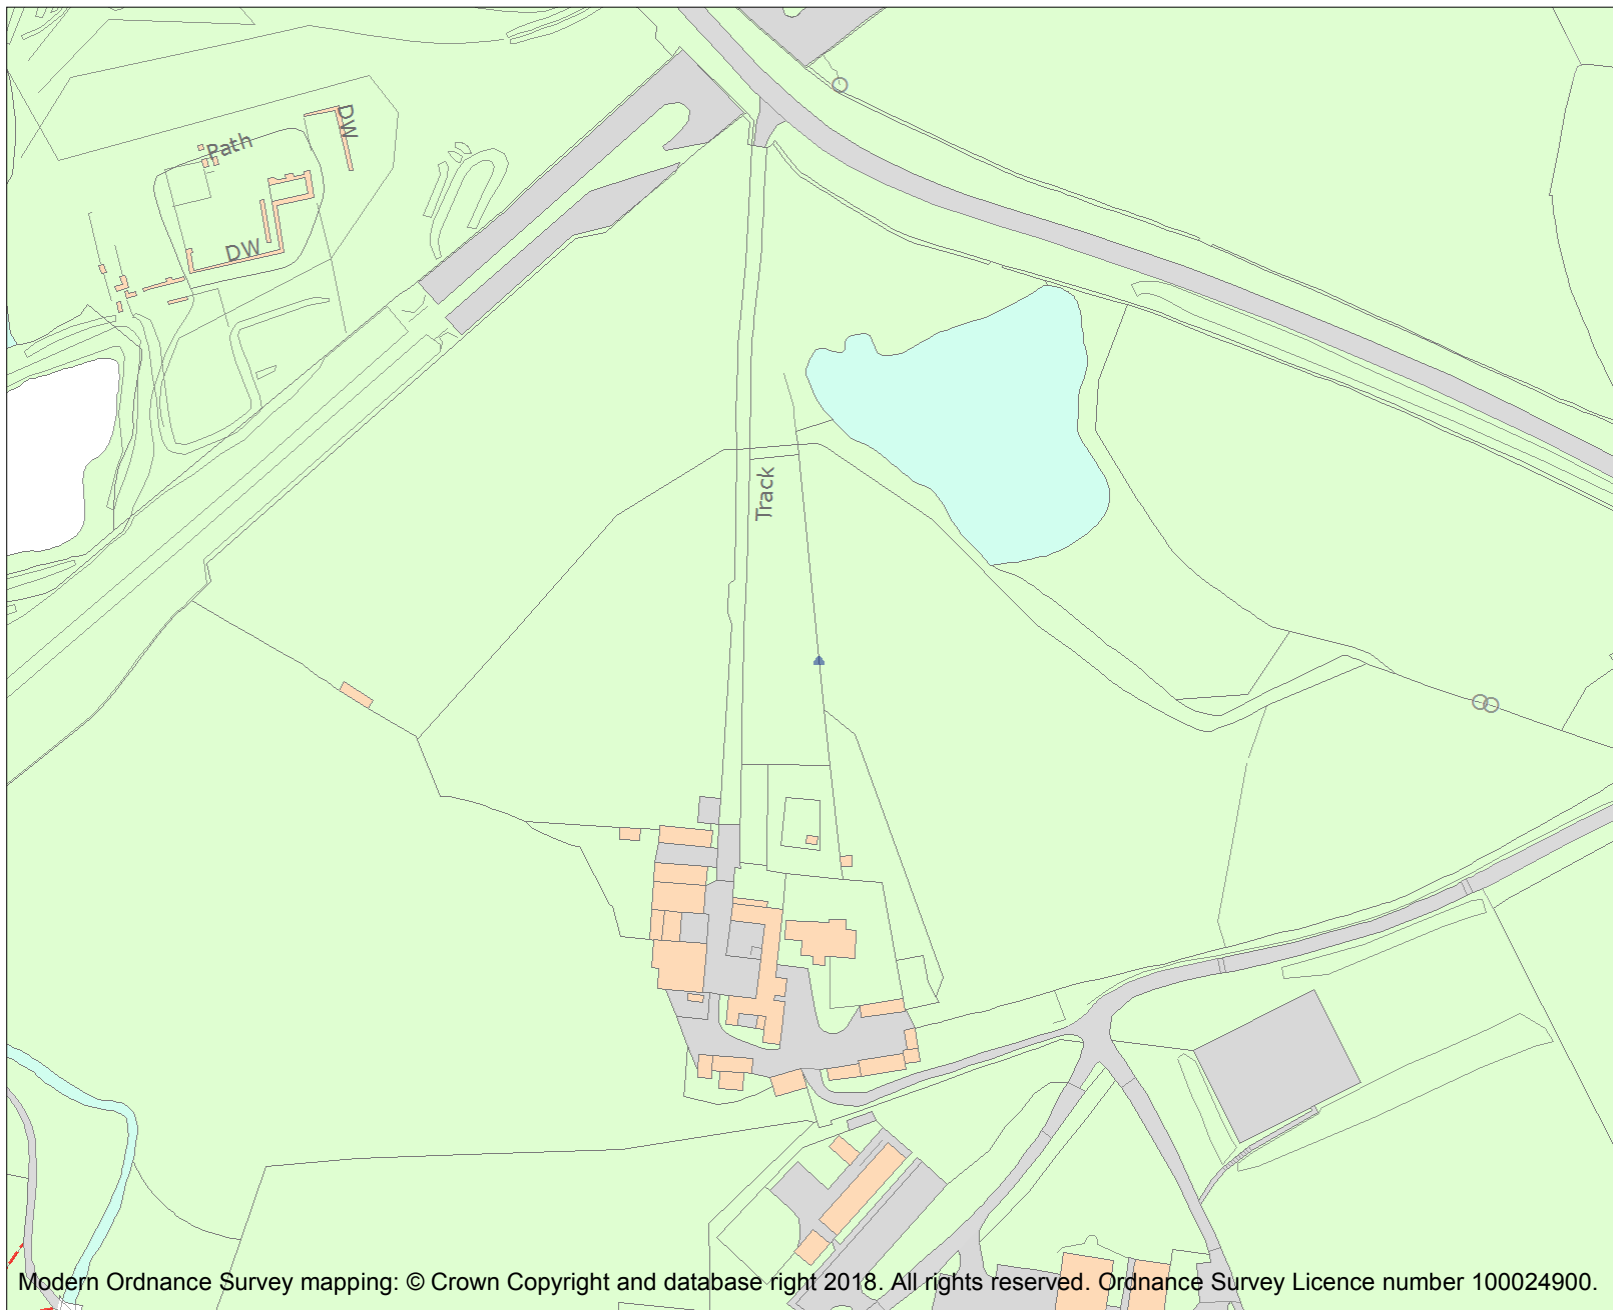 DW
Path
DW
Track
Modern Ordnance Survey mapping: © Crown Copyright and database right 2018. All rights reserved. Ordnance Survey Licence number 100024900.